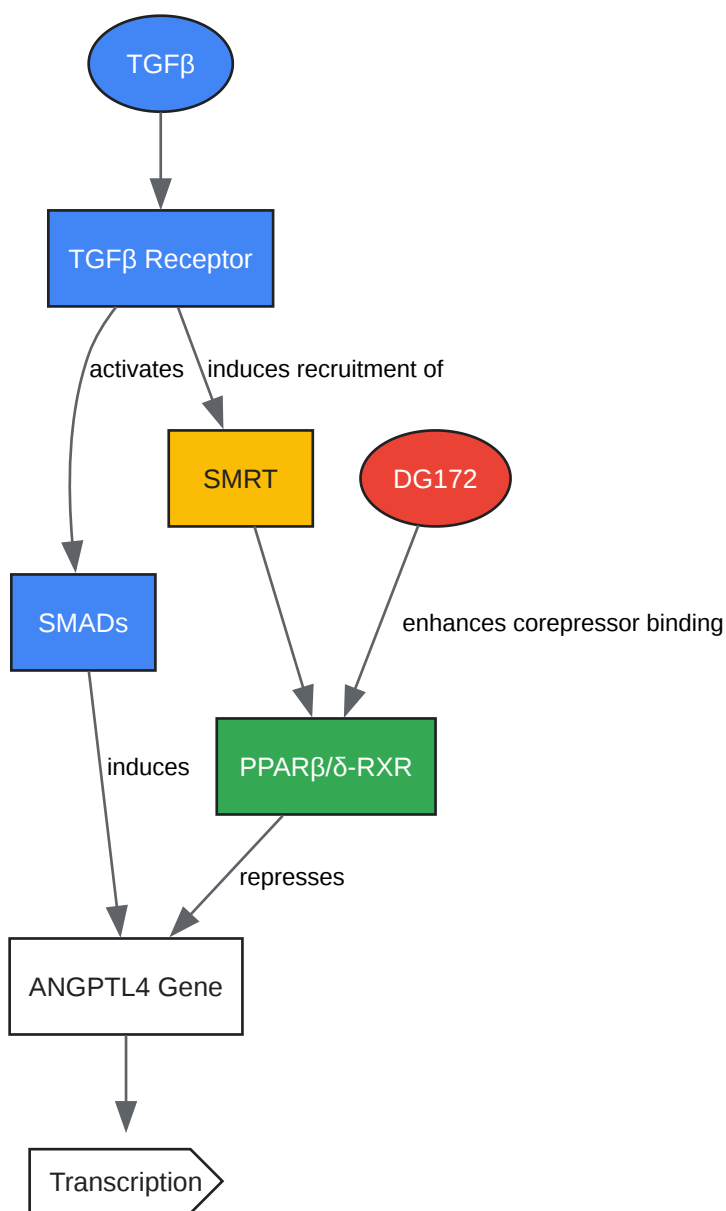 TGFβ
TGFβ Receptor
activates
induces recruitment of
SMRT
DG172
SMADs
enhances corepressor binding
induces
PPARβ/δ-RXR
represses
ANGPTL4 Gene
Transcription